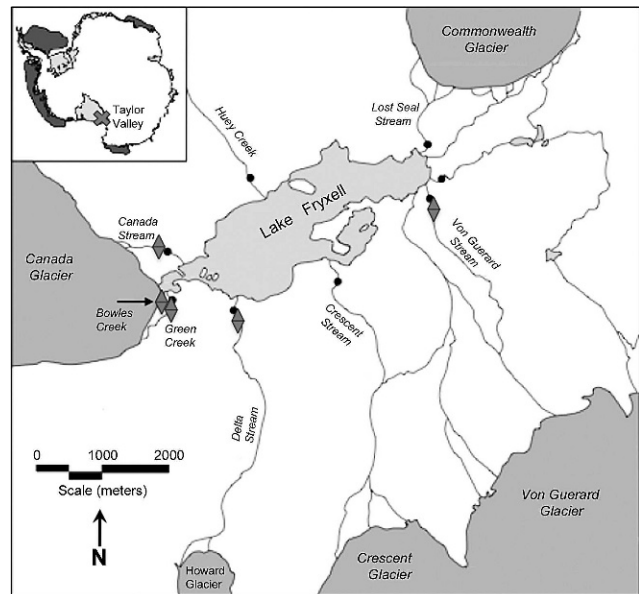 Taylor
Valley
Commonwealth
Glacier
Lost Seal
Stream
Huey Creek
Lake Fryxell
Canada
Stream
Canada
Glacier
Von Guerard
Stream
Bowles
Creek
Green
Creek
Crescent
Stream
Delta
Stream
0 1000 2000
Scale (meters)
N
Von Guerard
Glacier
Howard
Glacier
Crescent
Glacier